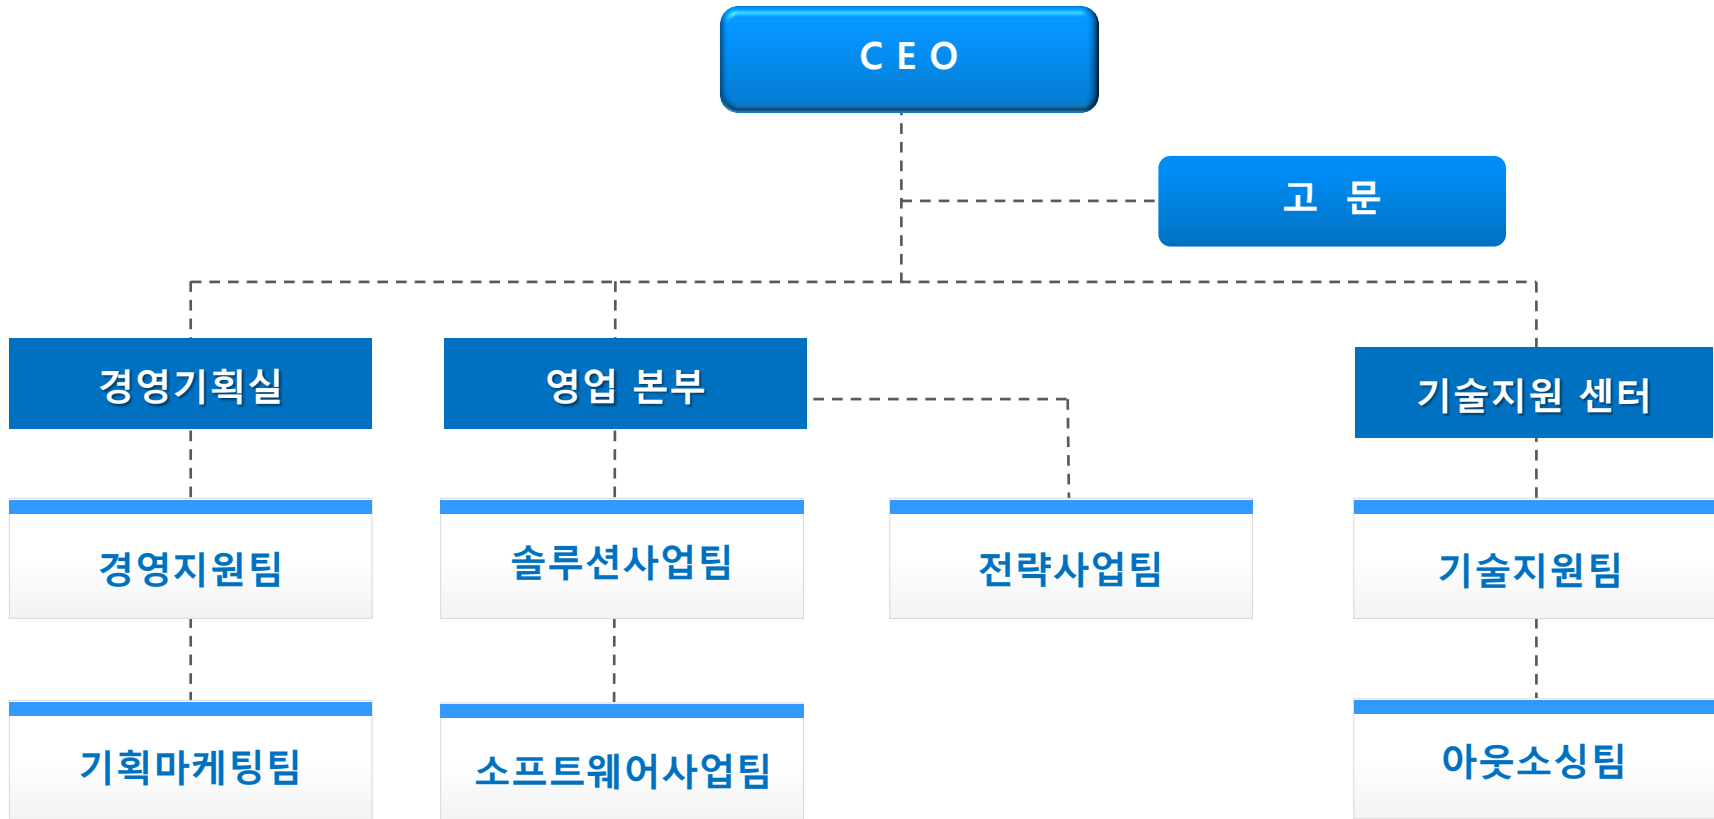 C E O
고 문
경영기획실
영업 본부
기술지원 센터
경영지원팀
솔루션사업팀
전략사업팀
기술지원팀
기획마케팅팀
소프트웨어사업팀
아웃소싱팀